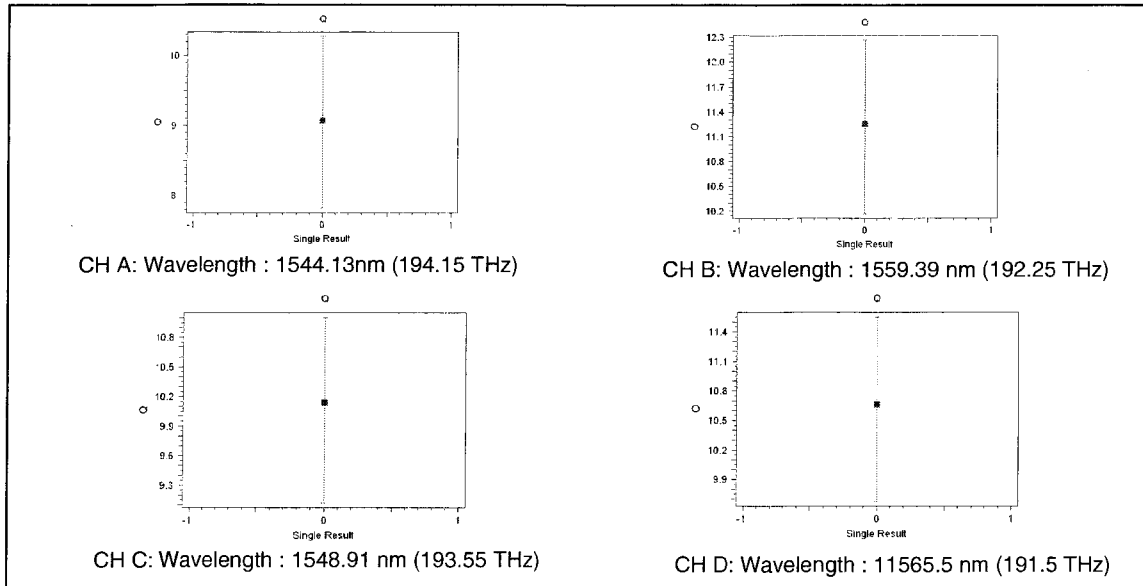 Q
10
9
8
Q
-1 0 1
Single Result
CH A: Wavelength : 1544.13nm (194.15 THz)
Q
12.3
12.0
11.7
11.4
11.1
10.8
10.5
10.2
Q
-1 0 1
Single Result
CH B: Wavelength : 1559.39 nm (192.25 THz)
Q
10.8
10.5
10.2
9.9
9.6
9.3
Q
-1 0 1
Single Result
CH C: Wavelength : 1548.91 nm (193.55 THz)
Q
11.4
11.1
10.8
10.5
10.2
9.9
Q
-1 0 1
Single Result
CH D: Wavelength : 11565.5 nm (191.5 THz)